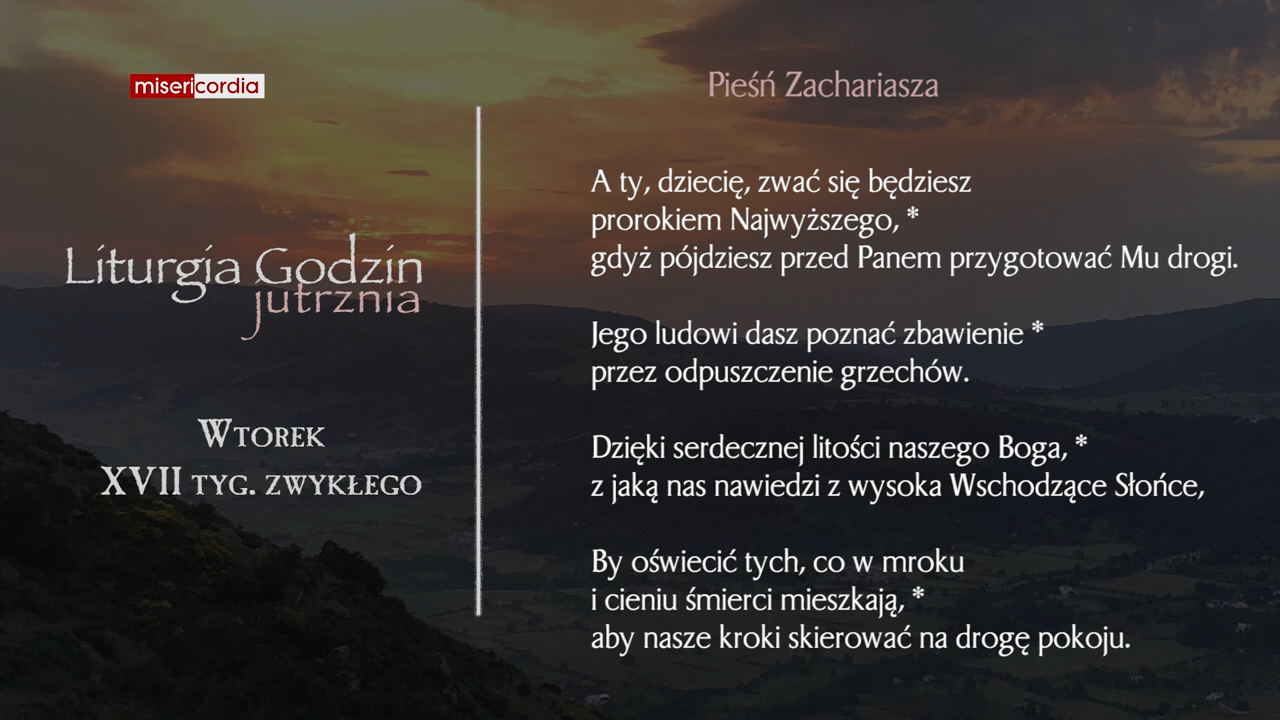 misericordia
Liturgia Godzin
jutrznia
Wtorek
XVII tyg. zwykłego
Pieśń Zachariasza
A ty, dziecię, zwać się będziesz
prorokiem Najwyższego, *
gdyż pójdziesz przed Panem przygotować Mu drogi.
Jego ludowi dasz poznać zbawienie *
przez odpuszczenie grzechów.
Dzięki serdecznej litości naszego Boga, *
z jaką nas nawiedzi z wysoka Wschodzące Słońce,
By oświecić tych, co w mroku
i cieniu śmierci mieszkają, *
aby nasze kroki skierować na drogę pokoju.